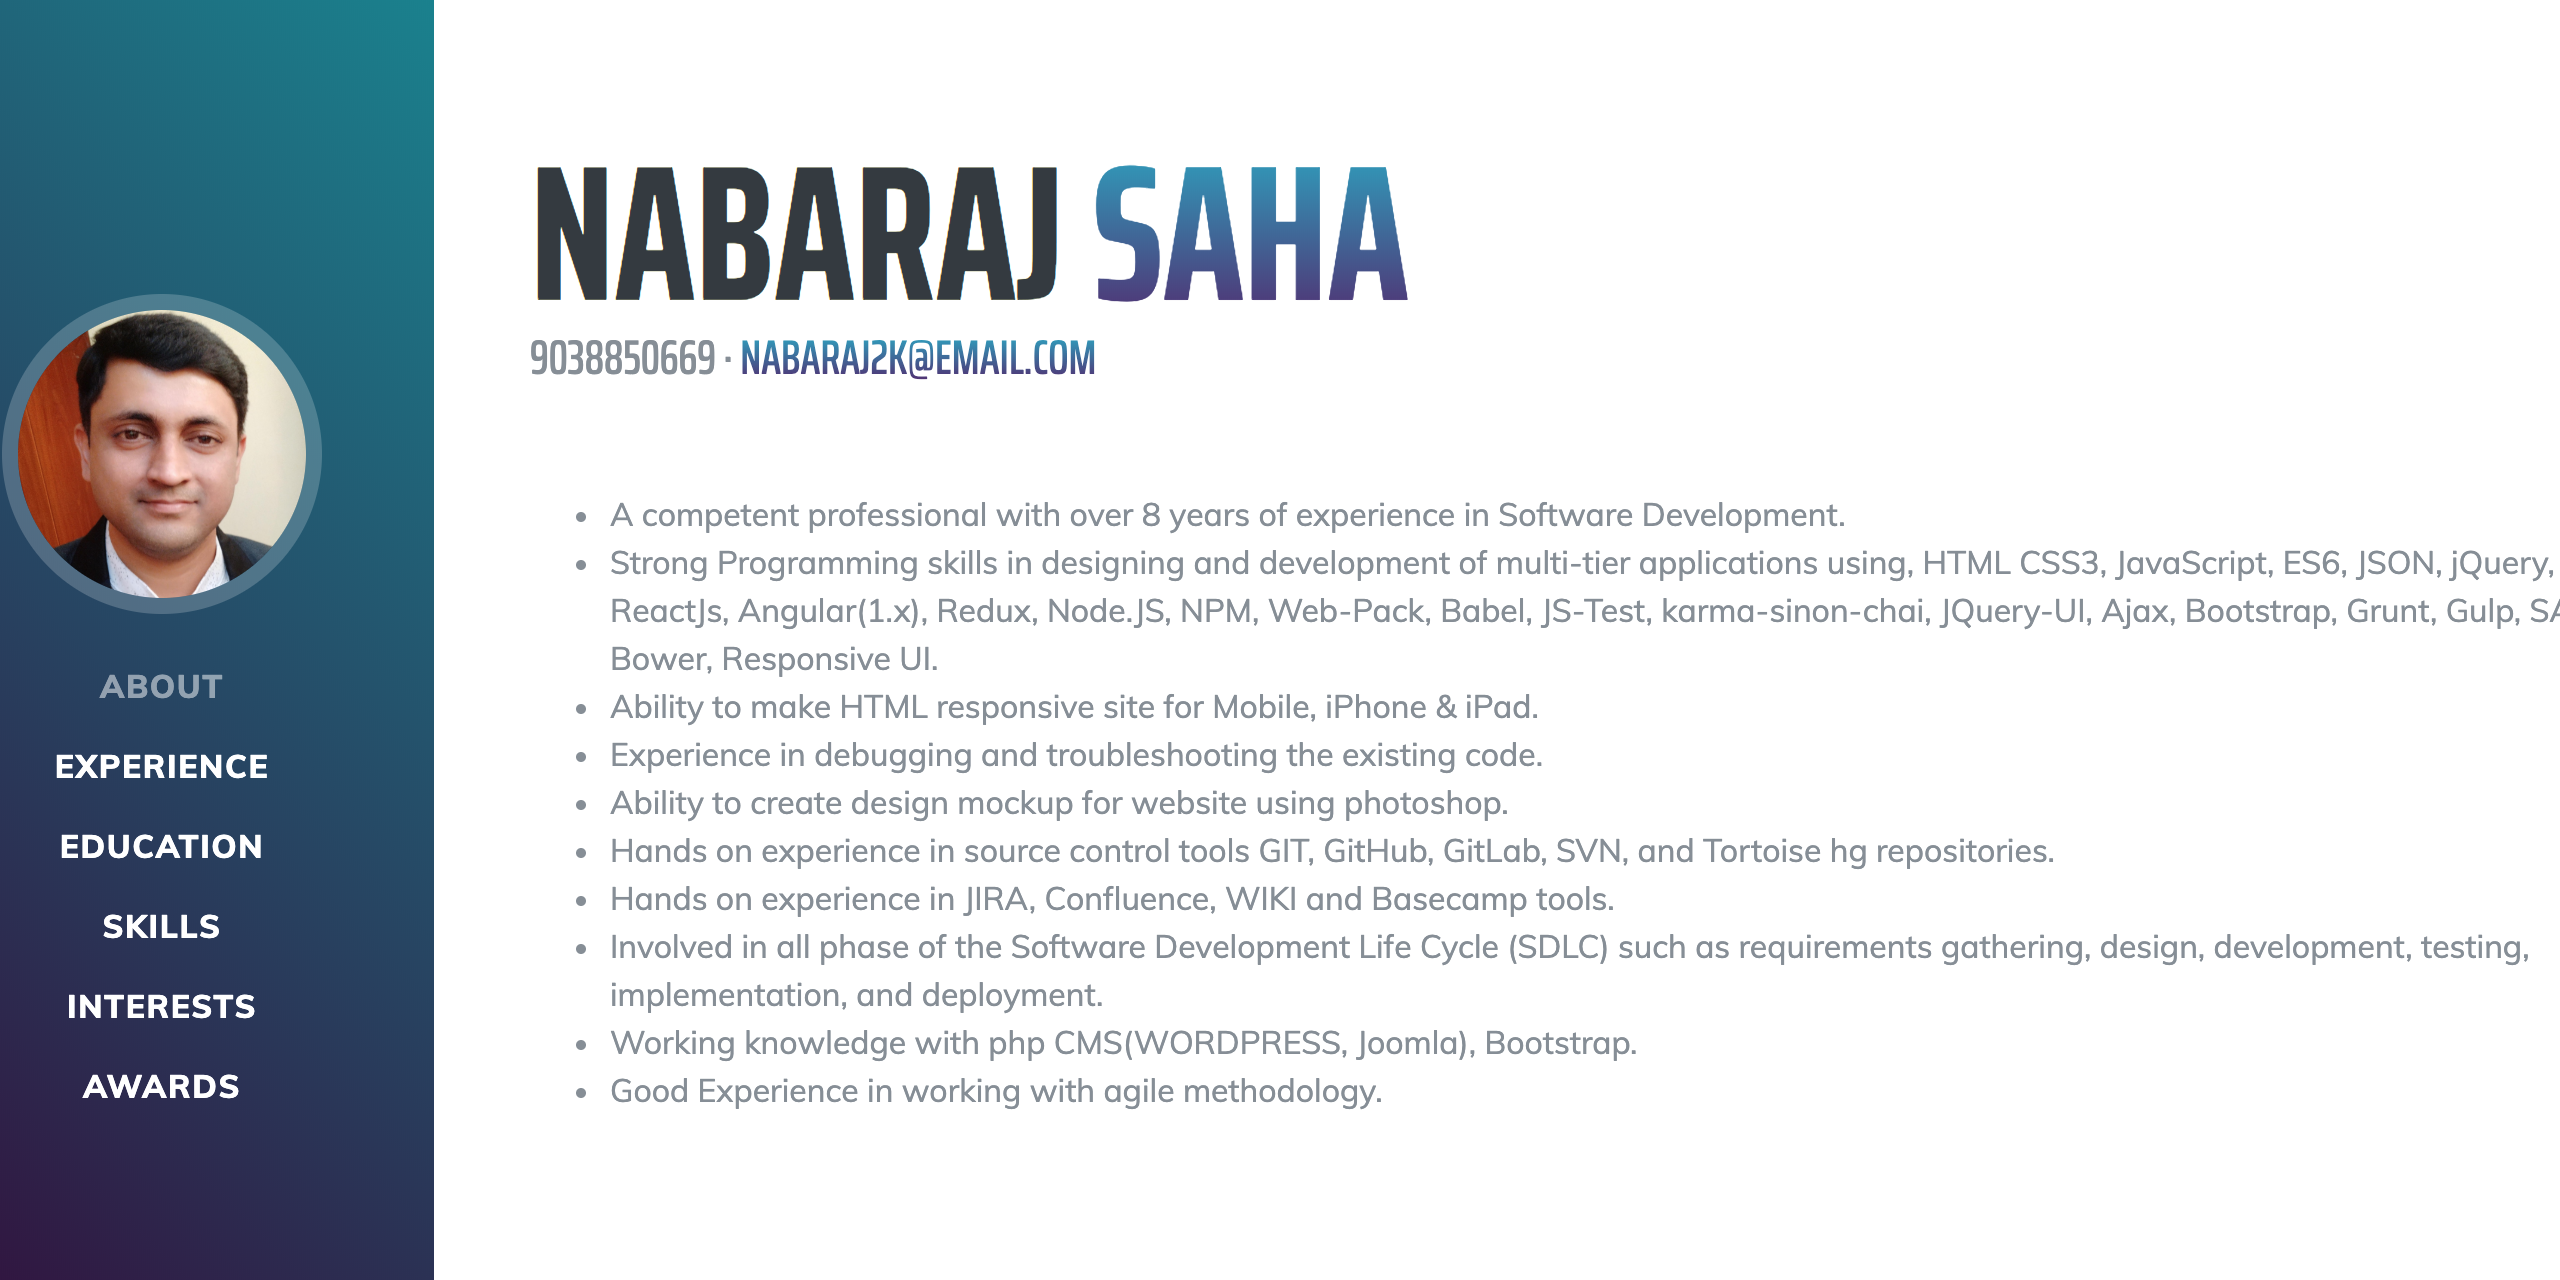 ABOUT
EXPERIENCE
EDUCATION
SKILLS
INTERESTS
AWARDS
NABARAJ SAHA
9038850669 · NABARAJ2K@EMAIL.COM
• A competent professional with over 8 years of experience in Software Development.
• Strong Programming skills in designing and development of multi-tier applications using, HTML CSS3, JavaScript, ES6, JSON, jQuery,
ReactJs, Angular(1.x), Redux, Node.JS, NPM, Web-Pack, Babel, JS-Test, karma-sinon-chai, JQuery-UI, Ajax, Bootstrap, Grunt, Gulp,
Bower, Responsive UI.
• Ability to make HTML responsive site for Mobile, iPhone & iPad.
• Experience in debugging and troubleshooting the existing code.
• Ability to create design mockup for website using photoshop.
• Hands on experience in source control tools GIT, GitHub, GitLab, SVN, and Tortoise hg repositories.
• Hands on experience in JIRA, Confluence, WIKI and Basecamp tools.
• Involved in all phase of the Software Development Life Cycle (SDLC) such as requirements gathering, design, development, testing,
implementation, and deployment.
• Working knowledge with php CMS(WORDPRESS, Joomla), Bootstrap.
• Good Experience in working with agile methodology.